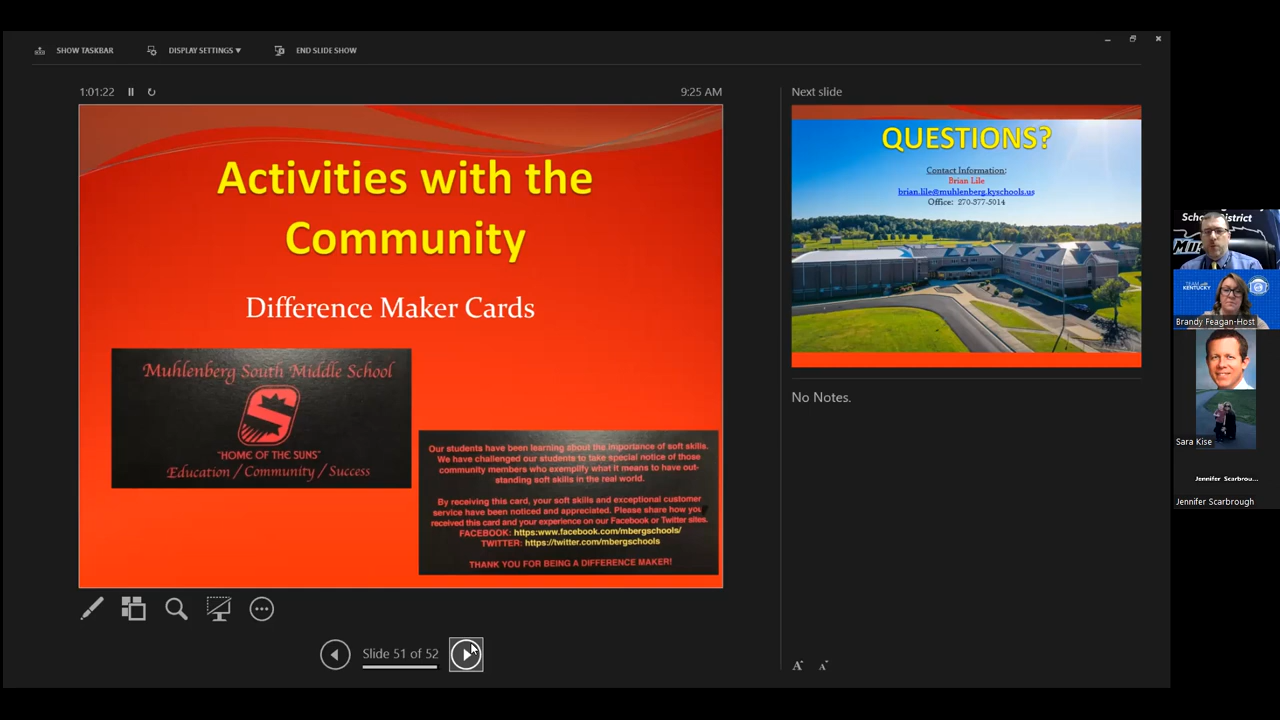 SHOW TASKBAR
DISPLAY SETTINGS ▼
END SLIDE SHOW
1:01:22
9:25 AM
Activities with the
Community
Difference Maker Cards
Muhlenberg South Middle School
S
"HOME OF THE SUNS"
Education / Community / Success
Our students have been learning about the importance of soft skills.
We have challenged our students to take special notice of those
community members who exemplify what it means to have out-
standing soft skills in the real world.
By receiving this card, your soft skills and exceptional customer
service have been noticed and appreciated. Please share how you
received this card and your experience on our Facebook or Twitter sites.
FACEBOOK: https:www.facebook.com/mbergschools/
TWITTER: https://twitter.com/mbergschools
THANK YOU FOR BEING A DIFFERENCE MAKER!
Slide 51 of 52
Next slide
QUESTIONS?
Contact Information:
Brian Lile
brian.lile@muhlenberg.kyschools.us
Office: 270-377-5014
No Notes.
A
A
School District
TEAM
KENTUCKY
Brandy Feagan-Host
Sara Kise
Jennifer Scarbrou...
Jennifer Scarbrough